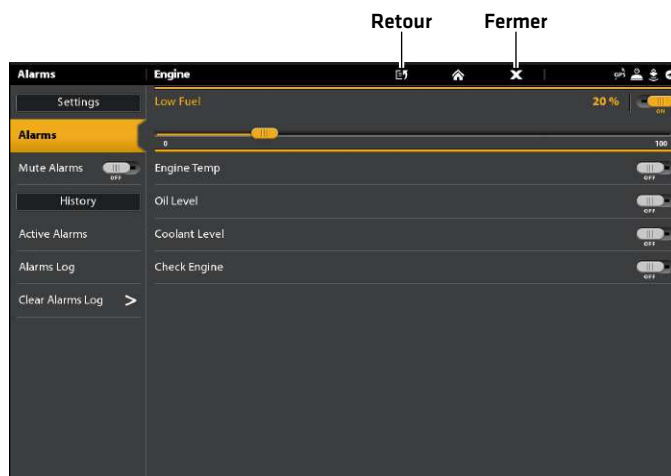 Retour Fermer
Alarms Engine
Settings Low Fuel 20 % ON
Alarms
0 100
Mute Alarms OFF Engine Temp OFF
History Oil Level OFF
Active Alarms Coolant Level OFF
Alarms Log Check Engine OFF
Clear Alarms Log >